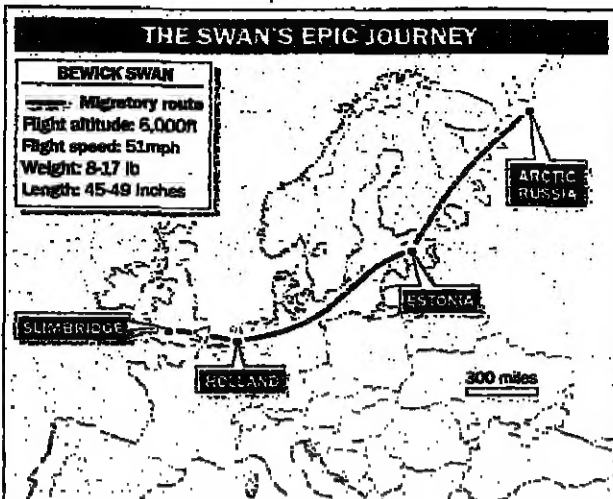 THE SWAN'S EPIC JOURNEY
BEWICK SWAN
Migratory route
Flight altitude: 6,000ft
Flight speed: 51mph
Weight: 8-17 lb
Length: 45-49 inches
ARCTIC
RUSSIA
ESTONIA
SLIMBRIDGE
HOLLAND
300 miles